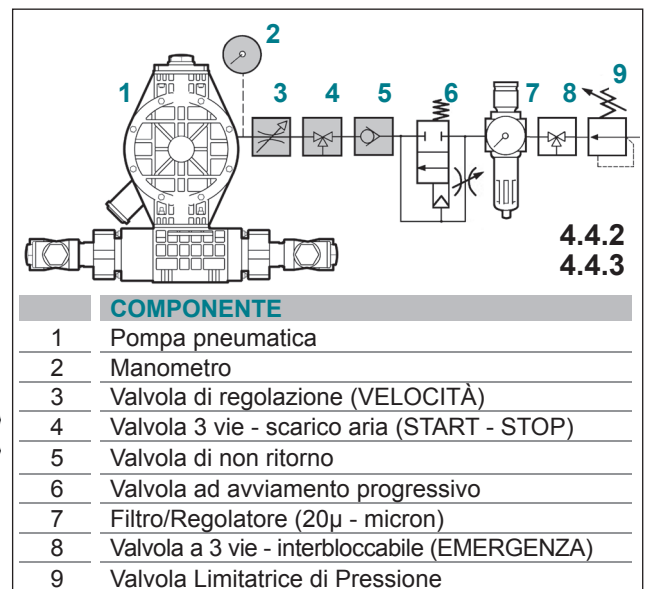 2
1
3
4
5
6
7
8
9
4.4.2
4.4.3
COMPONENTE
1 Pompa pneumatica
2 Manometro
3 Valvola di regolazione (VELOCITÀ)
4 Valvola 3 vie - scarico aria (START - STOP)
5 Valvola di non ritorno
6 Valvola ad avviamento progressivo
7 Filtro/Regolatore (20µ - micron)
8 Valvola a 3 vie - interbloccabile (EMERGENZA)
9 Valvola Limitatrice di Pressione